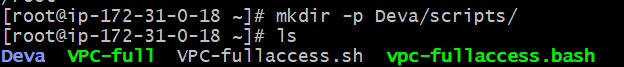 [root@ip-172-31-0-18 ~]# mkdir -p Deva/scripts/
[root@ip-172-31-0-18 ~]# ls
Deva VPC-full VPC-fullaccess.sh vpc-fullaccess.bash